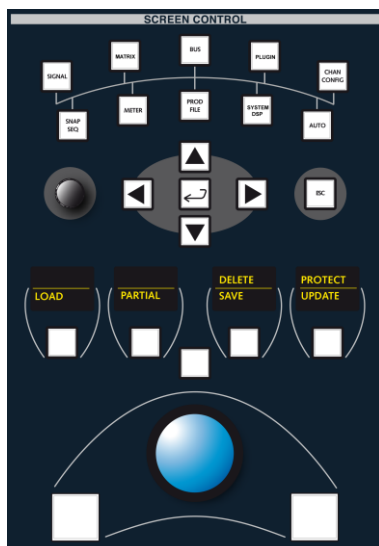 SCREEN CONTROL
BUS
MATRIX
PLUGIN
SIGNAL
CHAN
CONFIG
METER
PROD
FILE
SYSTEM
DSP
SNAP
SEQ
AUTO
ESC
DELETE
PROTECT
LOAD
PARTIAL
SAVE
UPDATE